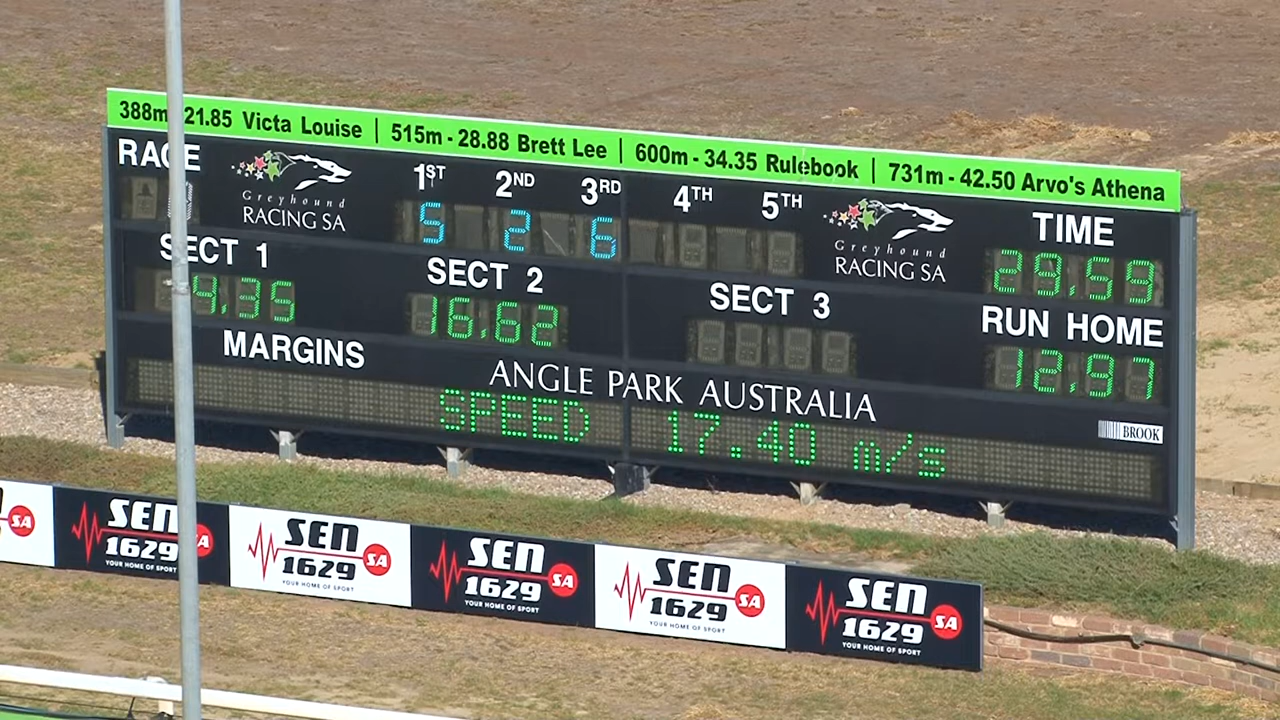 388m 21.85 Victa Louise | 515m - 28.88 Brett Lee | 600m - 34.35 Rulebook | 731m - 42.50 Arvo's Athena
RACE
Greyhound
RACING SA
1ST 2ND 3RD 4TH 5TH
5 2 6
Greyhound
RACING SA
TIME
29.59
SECT 1
4.35
SECT 2
16.62
SECT 3
RUN HOME
12.97
MARGINS
ANGLE PARK AUSTRALIA
SPEED 17.40 m/s
BROOK
SA
SEN
1629 SA
YOUR HOME OF SPORT
SEN
1629 SA
YOUR HOME OF SPORT
SEN
1629 SA
YOUR HOME OF SPORT
SEN
1629 SA
YOUR HOME OF SPORT
SEN
1629 SA
YOUR HOME OF SPORT